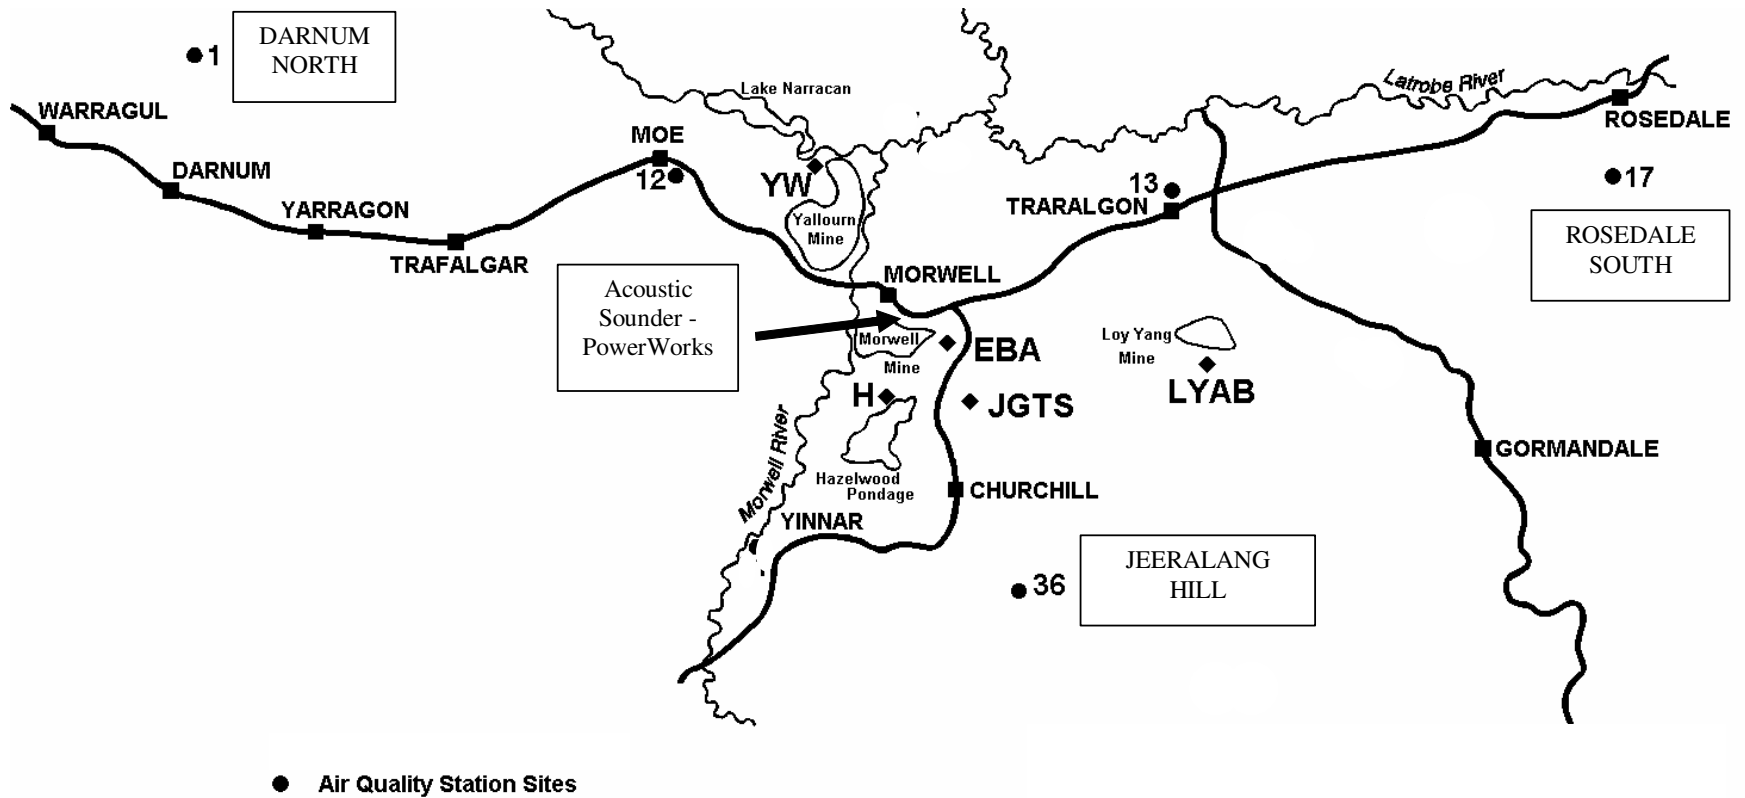 1
DARNUM
NORTH
Lake Narracan
Latrobe River
WARRAGUL
MOE
ROSEDALE
DARNUM
12
YW
13
17
YARRAGON
TRARALGON
Yallourn
Mine
ROSEDALE
SOUTH
TRAFALGAR
MORWELL
Acoustic
Sounder -
PowerWorks
Morwell
Mine
EBA
Loy Yang
Mine
H
JGTS
LYAB
Morwell River
GORMANDALE
Hazelwood
Pondage
CHURCHILL
YINNAR
36
JEERALANG
HILL
Air Quality Station Sites